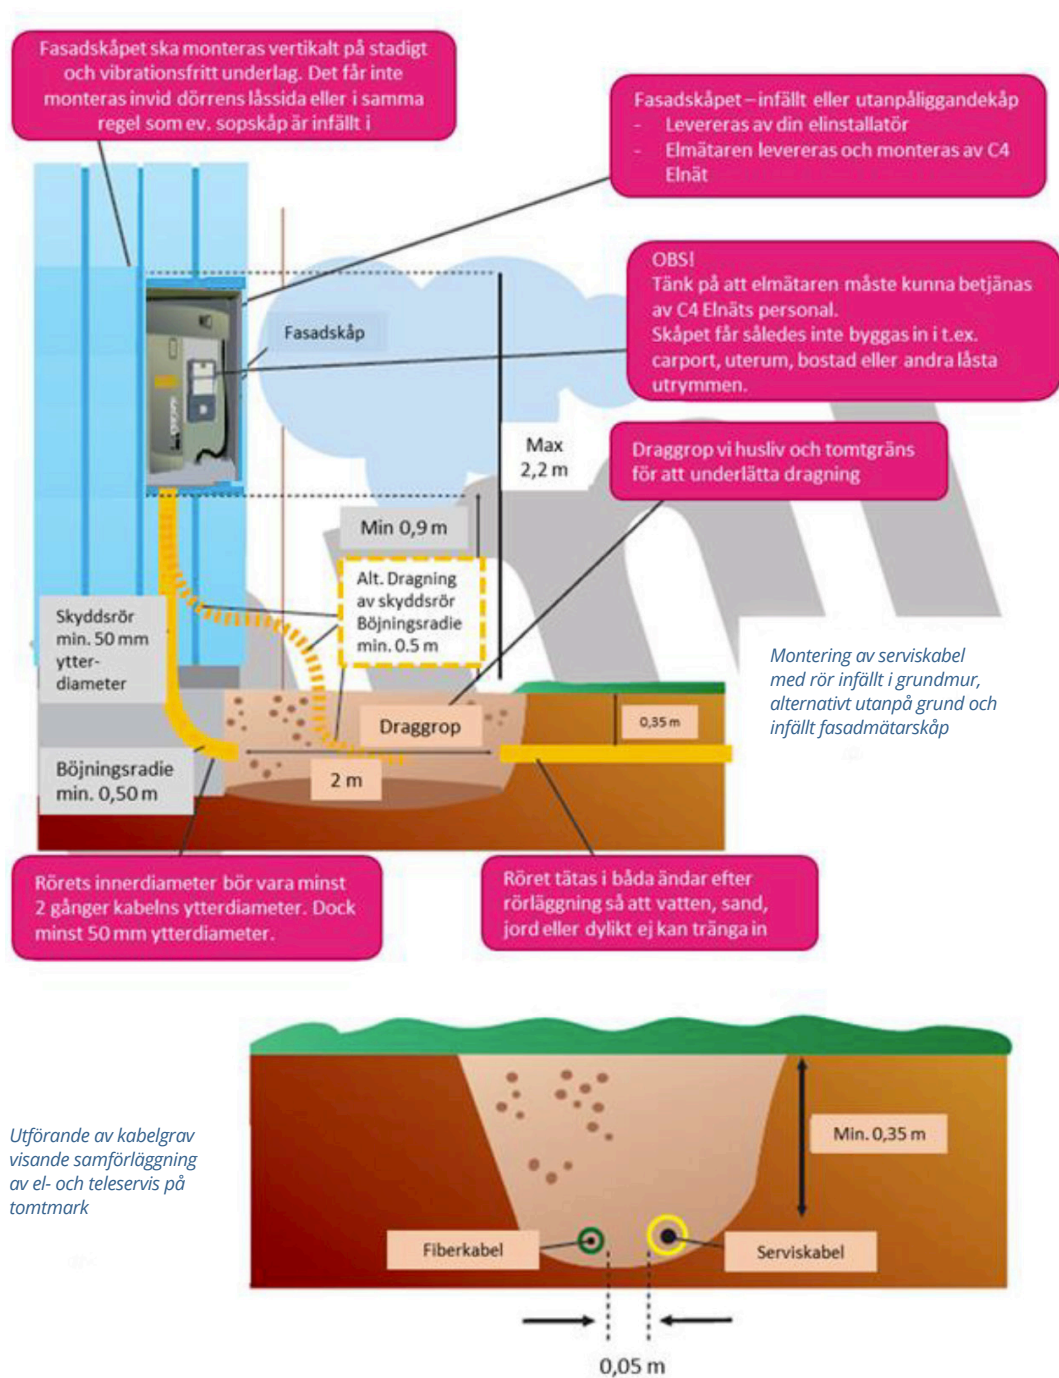 Fasadskåpet ska monteras vertikalt på stadigt
och vibrationsfritt underlag. Det får inte
monteras invid dörrens låssida eller i samma
regel som ev. sopskåp är infällt i
Fasadskåpet – infällt eller utanpåliggandekåp
- Levereras av din elinstallatör
- Elmätaren levereras och monteras av C4
Elnät
OBS!
Tänk på att elmätaren måste kunna betjänas
av C4 Elnäts personal.
Skåpet får således inte byggas in i t.ex.
carport, uterum, bostad eller andra låsta
utrymmen.
Fasadskåp
Max
2,2 m
Draggrop vi husliv och tomtgräns
för att underlätta dragning
Min 0,9 m
Alt. Dragning
av skyddsrör
Böjningsradie
min. 0.5 m
Skyddsrör
min. 50 mm
ytter-
diameter
Montering av serviskabel
med rör infällt i grundmur,
alternativt utanpå grund och
infällt fasadmätarskåp
Draggrop
0,35 m
2 m
Böjningsradie
min. 0,50 m
Rörets innerdiameter bör vara minst
2 gånger kabelns ytterdiameter. Dock
minst 50 mm ytterdiameter.
Röret tätas i båda ändar efter
rörläggning så att vatten, sand,
jord eller dylikt ej kan tränga in
Utförande av kabelgrav
visande samförläggning
av el- och teleservis på
tomtmark
Min. 0,35 m
Fiberkabel
Serviskabel
0,05 m